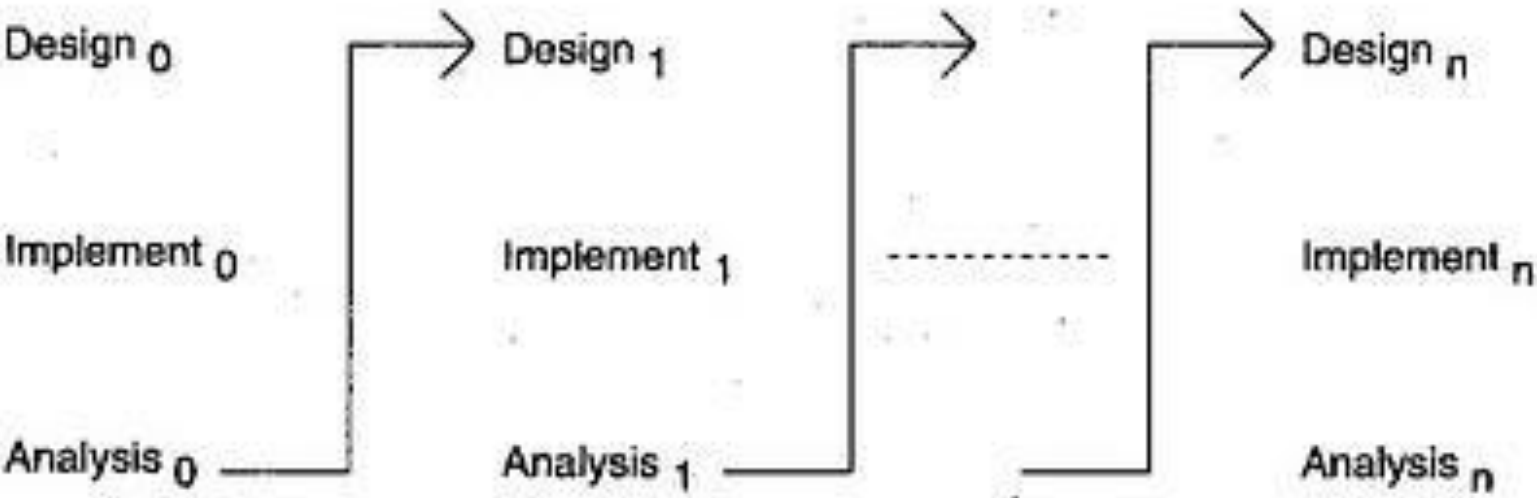 Design 0 Design 1 Design n
Implement 0 Implement 1 Implement n
Analysis 0 Analysis 1 Analysis n